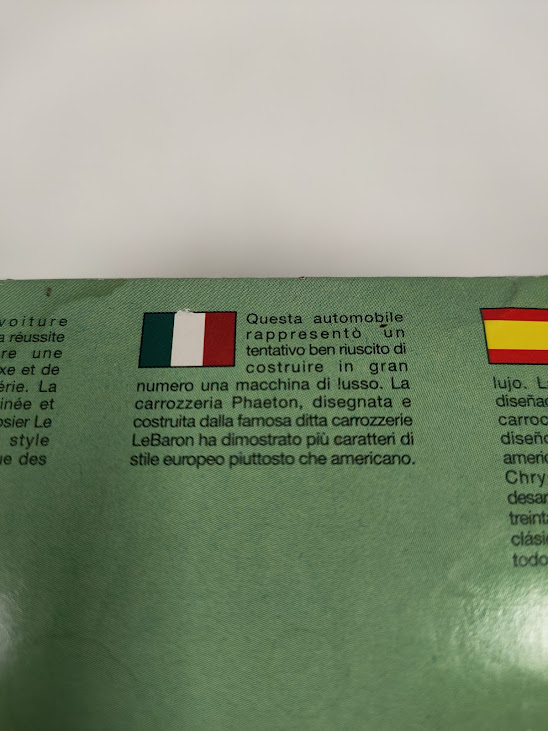 voiture
a réussite
re une
xe et de
érie. La
inée et
osier Le
style
ue des
Questa automobile
rappresentò un
tentativo ben riuscito di
costruire in gran
numero una macchina di lusso. La
carrozzeria Phaeton, disegnata e
costruita dalla famosa ditta carrozzerie
LeBaron ha dimostrato più caratteri di
stile europeo piuttosto che americano.
lujo. L
diseñad
carroc
diseño
americ
Chry
desar
treinta
clásic
todo